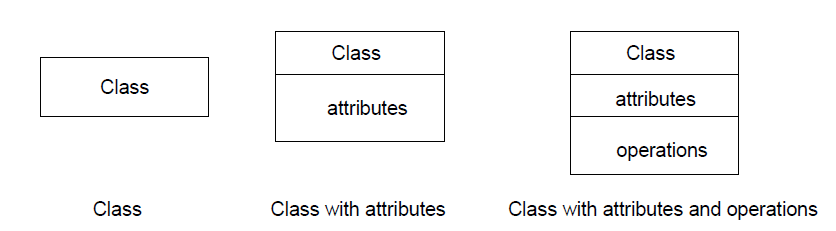 Class
Class
attributes
Class
attributes
operations
Class
Class with attributes
Class with attributes and operations